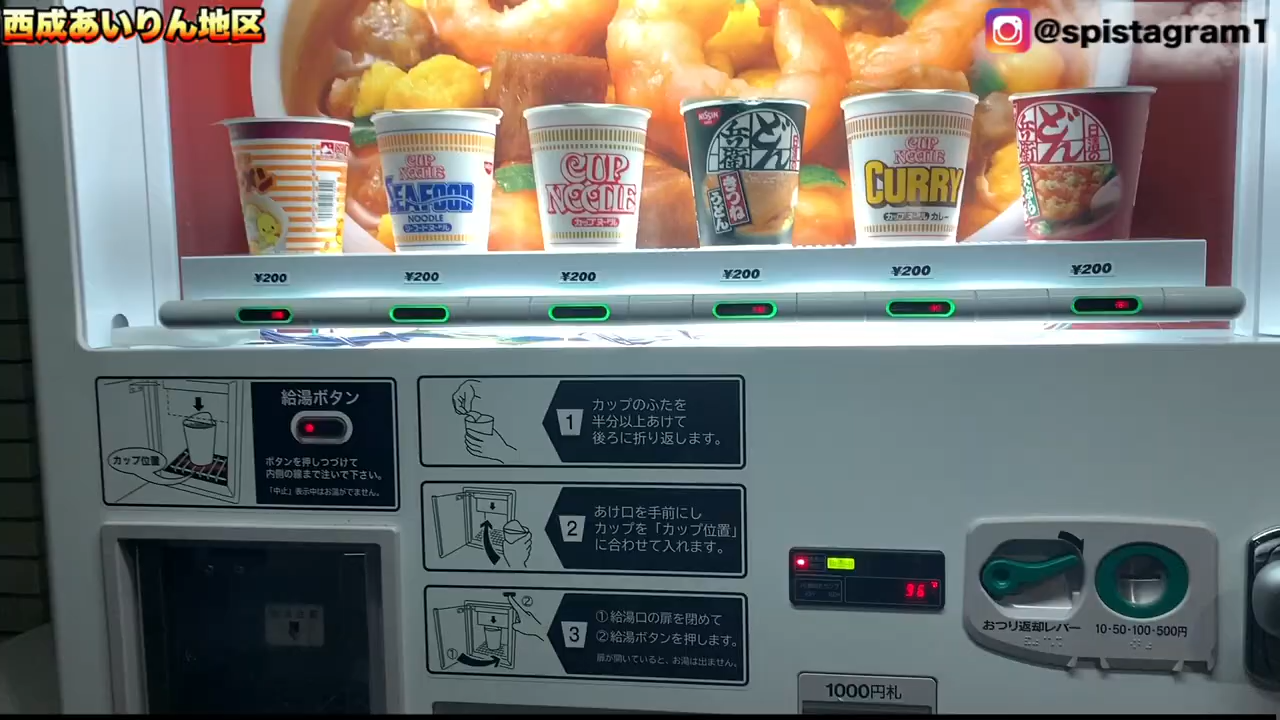 西成あいりん地区
@spistagram1
CUP NOODLE
SEAFOOD
NOODLE
シーフードヌードル
CUP
NOODLE
カップヌードル
NISSIN
日清の
どん兵衛
きつねうどん
CUP NOODLE
CURRY
カップヌードル カレー
日清の
どん兵衛
¥200
¥200
¥200
¥200
¥200
¥200
給湯ボタン
カップ位置
ボタンを押しつづけて
内側の線まで注いで下さい。
「中止」表示中はお湯がでません。
1
カップのふたを
半分以上あけて
後ろに折り返します。
2
あけ口を手前にし
カップを「カップ位置」
に合わせて入れます。
3
①給湯口の扉を閉めて
②給湯ボタンを押します。
扉が開いていると、お湯は出ません。
①
②
96
おつり返却レバー
10・50・100・500円
1000円札